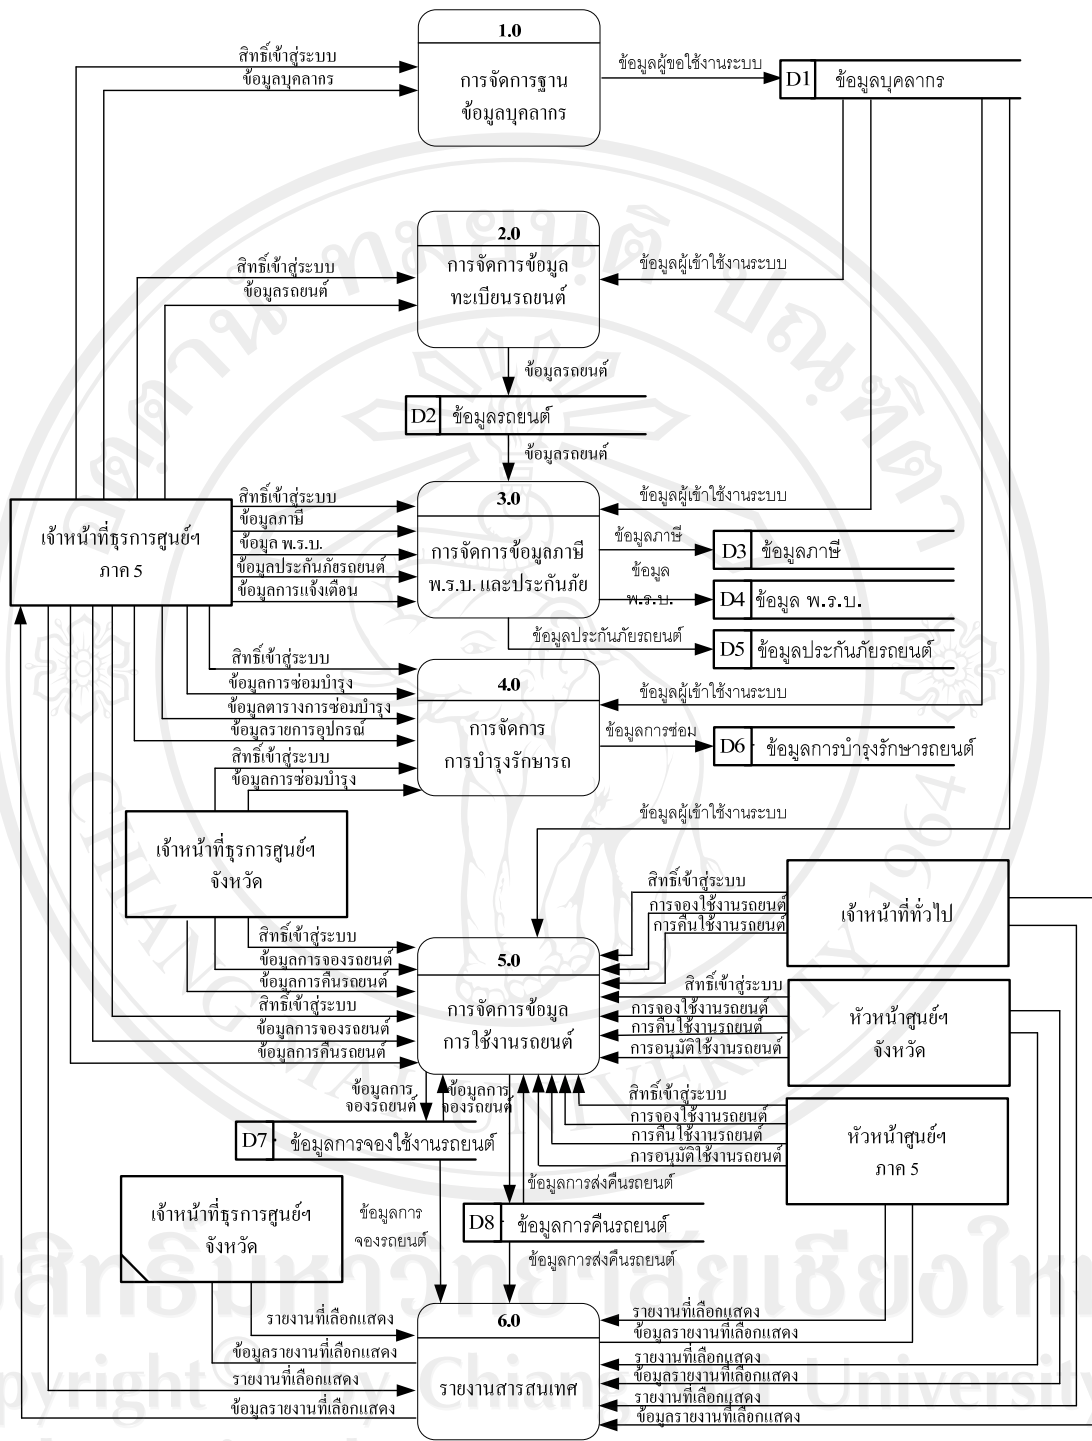 1.0
การจัดการฐาน
ข้อมูลบุคลากร
สิทธิ์เข้าสู่ระบบ
ข้อมูลบุคลากร
ข้อมูลผู้ขอใช้งานระบบ
D1 ข้อมูลบุคลากร
2.0
การจัดการข้อมูล
ทะเบียนรถยนต์
สิทธิ์เข้าสู่ระบบ
ข้อมูลรถยนต์
ข้อมูลผู้เข้าใช้งานระบบ
ข้อมูลรถยนต์
D2 ข้อมูลรถยนต์
ข้อมูลรถยนต์
เจ้าหน้าที่ธุรการศูนย์ฯ
ภาค 5
สิทธิ์เข้าสู่ระบบ
ข้อมูลภาษี
ข้อมูล พ.ร.บ.
ข้อมูลประกันภัยรถยนต์
ข้อมูลการแจ้งเตือน
3.0
การจัดการข้อมูลภาษี
พ.ร.บ. และประกันภัย
ข้อมูลผู้เข้าใช้งานระบบ
ข้อมูลภาษี
D3 ข้อมูลภาษี
ข้อมูล
พ.ร.บ.
D4 ข้อมูล พ.ร.บ.
ข้อมูลประกันภัยรถยนต์
D5 ข้อมูลประกันภัยรถยนต์
สิทธิ์เข้าสู่ระบบ
ข้อมูลการซ่อมบำรุง
ข้อมูลตารางการซ่อมบำรุง
ข้อมูลรายการอุปกรณ์
สิทธิ์เข้าสู่ระบบ
ข้อมูลการซ่อมบำรุง
4.0
การจัดการ
การบำรุงรักษารถ
ข้อมูลผู้เข้าใช้งานระบบ
ข้อมูลการซ่อม
D6 ข้อมูลการบำรุงรักษารถยนต์
เจ้าหน้าที่ธุรการศูนย์ฯ
จังหวัด
ข้อมูลผู้เข้าใช้งานระบบ
สิทธิ์เข้าสู่ระบบ
การจองใช้งานรถยนต์
การคืนใช้งานรถยนต์
เจ้าหน้าที่ทั่วไป
สิทธิ์เข้าสู่ระบบ
ข้อมูลการจองรถยนต์
ข้อมูลการคืนรถยนต์
สิทธิ์เข้าสู่ระบบ
ข้อมูลการจองรถยนต์
ข้อมูลการคืนรถยนต์
5.0
การจัดการข้อมูล
การใช้งานรถยนต์
สิทธิ์เข้าสู่ระบบ
การจองใช้งานรถยนต์
การคืนใช้งานรถยนต์
การอนุมัติใช้งานรถยนต์
หัวหน้าศูนย์ฯ
จังหวัด
สิทธิ์เข้าสู่ระบบ
การจองใช้งานรถยนต์
การคืนใช้งานรถยนต์
การอนุมัติใช้งานรถยนต์
หัวหน้าศูนย์ฯ
ภาค 5
ข้อมูลการ
จองรถยนต์
ข้อมูลการ
จองรถยนต์
D7 ข้อมูลการจองใช้งานรถยนต์
ข้อมูลการส่งคืนรถยนต์
D8 ข้อมูลการคืนรถยนต์
ข้อมูลการส่งคืนรถยนต์
ข้อมูลการ
จองรถยนต์
เจ้าหน้าที่ธุรการศูนย์ฯ
จังหวัด
6.0
รายงานสารสนเทศ
รายงานที่เลือกแสดง
ข้อมูลรายงานที่เลือกแสดง
รายงานที่เลือกแสดง
ข้อมูลรายงานที่เลือกแสดง
รายงานที่เลือกแสดง
ข้อมูลรายงานที่เลือกแสดง
รายงานที่เลือกแสดง
ข้อมูลรายงานที่เลือกแสดง
รายงานที่เลือกแสดง
ข้อมูลรายงานที่เลือกแสดง